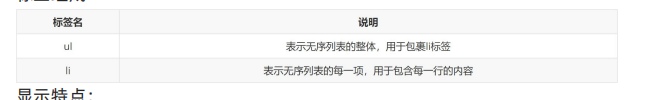 标签名 说明
ul 表示无序列表的整体，用于包裹li标签
li 表示无序列表的每一项，用于包含每一行的内容
显示特点：